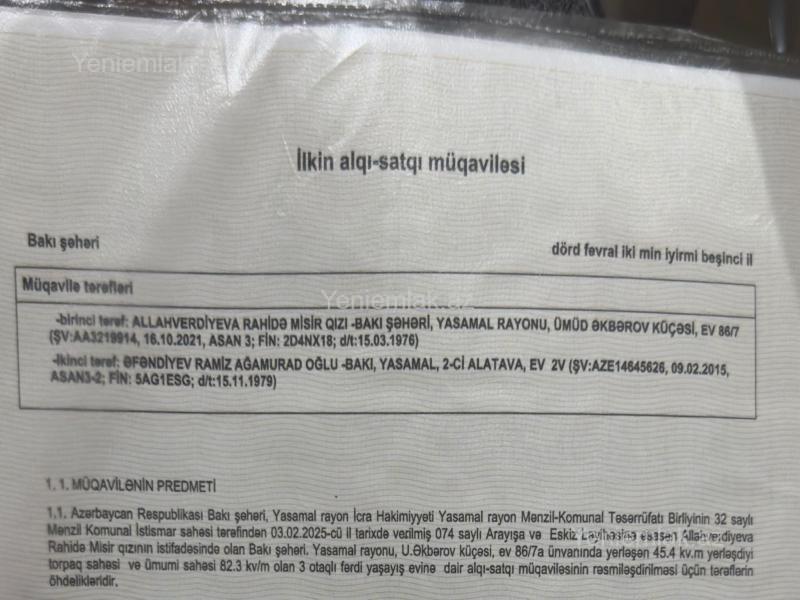 Yeniemlak.az
İlkin alqı-satqı müqaviləsi
Bakı şəhəri
dörd fevral iki min iyirmi beşinci il
Müqavilə tərəfləri
Yeniemlak.az
-birinci tərəf: ALLAHVERDİYEVA RAHİDƏ MİSİR QIZI -BAKI ŞƏHƏRİ, YASAMAL RAYONU, ÜMÜD ƏKBƏROV KÜÇƏSİ, EV 86/7
(ŞV:AA3219914, 16.10.2021, ASAN 3; FİN: 2D4NX18; d/t:15.03.1976)
-ikinci tərəf: ƏFƏNDİYEV RAMİZ AĞAMURAD OĞLU -BAKI, YASAMAL, 2-Cİ ALATAVA, EV 2V (ŞV:AZE14645626, 09.02.2015,
ASAN3-2; FİN: 5AG1ESG; d/t:15.11.1979)
1. 1. MÜQAVİLƏNİN PREDMETİ
1.1. Azərbaycan Respuplikası Bakı şəhəri, Yasamal rayon İcra Hakimiyyəti Yasamal rayon Mənzil-Komunal Təsərrüfatı Birliyinin 32 saylı
Mənzil Komunal İstismar sahəsi tərəfindən 03.02.2025-cü il tarixdə verilmiş 074 saylı Arayışa və Eskiz layihəsinə əsasən Allahverdiyeva
Rahidə Misir qızının istifadəsində olan Bakı şəhəri. Yasamal rayonu, U.Əkbərov küçəsi, ev 86/7a ünvanında yerləşən 45.4 kv.m yerləşdiyi
torpaq sahəsi və ümumi sahəsi 82.3 kv/m olan 3 otaqlı fərdi yaşayış evinə dair alqı-satqı müqaviləsinin rəsmiləşdirilməsi üçün tərəflərin
öhdəlikləridir.